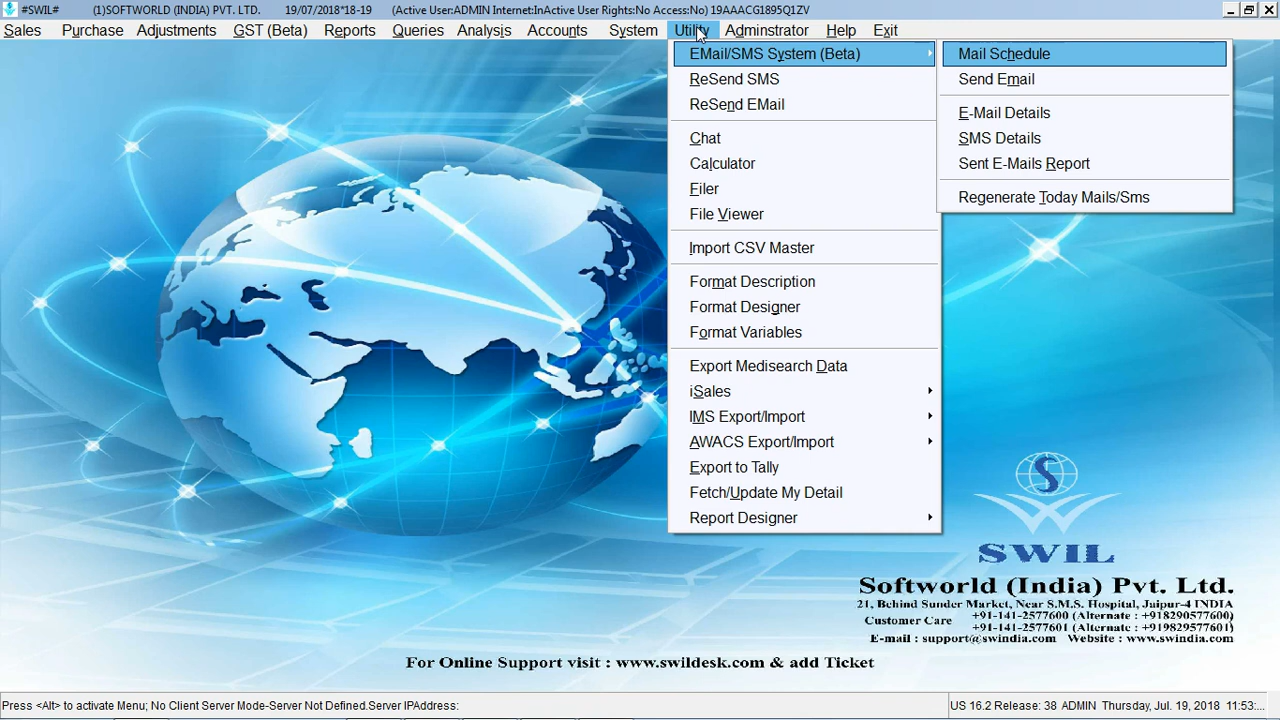 #SWIL# (1)SOFTWORLD (INDIA) PVT. LTD. 19/07/2018*18-19 (Active User:ADMIN Internet:InActive User Rights:No Access:No) 19AAACG1895Q1ZV
Sales Purchase Adjustments GST (Beta) Reports Queries Analysis Accounts System Utility Adminstrator Help Exit
EMail/SMS System (Beta)
ReSend SMS
ReSend EMail
Chat
Calculator
Filer
File Viewer
Import CSV Master
Format Description
Format Designer
Format Variables
Export Medisearch Data
iSales
IMS Export/Import
AWACS Export/Import
Export to Tally
Fetch/Update My Detail
Report Designer
Mail Schedule
Send Email
E-Mail Details
SMS Details
Sent E-Mails Report
Regenerate Today Mails/Sms
S
SWIL
Softworld (India) Pvt. Ltd.
21, Behind Sunder Market, Near S.M.S. Hospital, Jaipur-4 INDIA
Customer Care +91-141-2577600 (Alternate : +918290577600)
+91-141-2577601 (Alternate : +919829577601)
E-mail : support@swindia.com Website : www.swindia.com
For Online Support visit : www.swildesk.com & add Ticket
Press <Alt> to activate Menu; No Client Server Mode-Server Not Defined.Server IPAddress:
US 16.2 Release: 38 ADMIN Thursday, Jul. 19, 2018 11:53:...